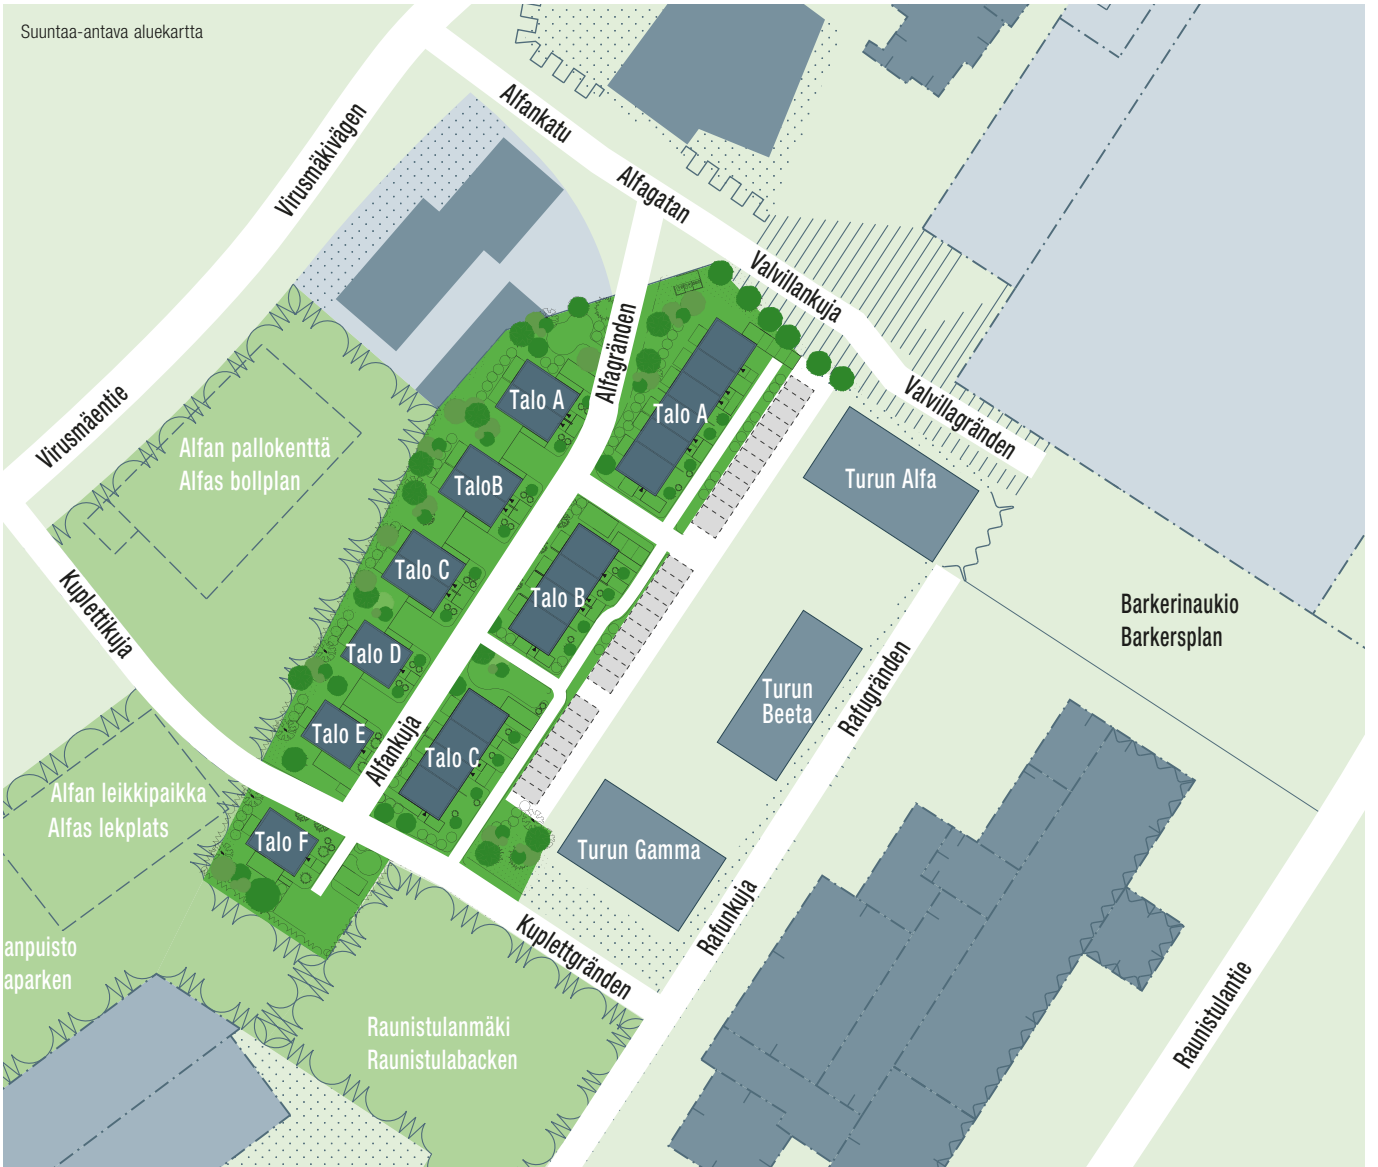 Suuntaa-antava aluekartta
Alfankatu
Virusmäkivägen
Alfagatan
Valvillankuja
Alfagränden
Virusmäentie
Talo A
Talo A
Valvillagränden
Alfan pallokenttä
Alfas bollplan
TaloB
Turun Alfa
Talo C
Talo B
Kuplettikuja
Barkerinaukio
Barkersplan
Talo D
Turun
Beeta
Rafugränden
Talo E
Alfankuja
Talo C
Alfan leikkipaikka
Alfas lekplats
Talo F
Turun Gamma
Rafunkuja
anpuisto
aparken
Kuplettgränden
Raunistulanmäki
Raunistulabacken
Raunistulantie